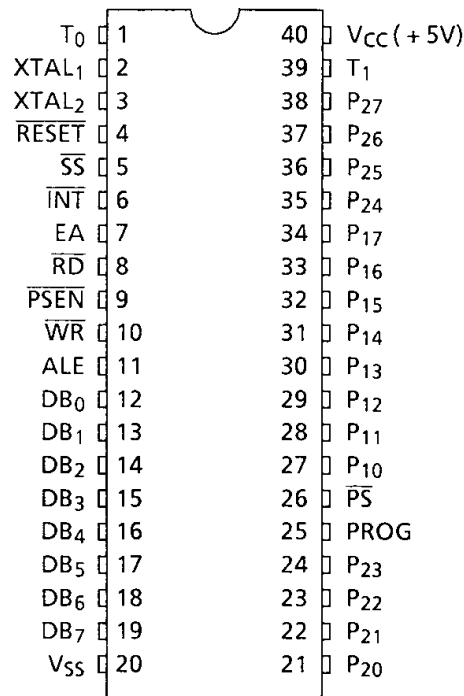 T0 1 40 VCC ( + 5V)
XTAL1 2 39 T1
XTAL2 3 38 P27
RESET 4 37 P26
SS 5 36 P25
INT 6 35 P24
EA 7 34 P17
RD 8 33 P16
PSEN 9 32 P15
WR 10 31 P14
ALE 11 30 P13
DB0 12 29 P12
DB1 13 28 P11
DB2 14 27 P10
DB3 15 26 PS
DB4 16 25 PROG
DB5 17 24 P23
DB6 18 23 P22
DB7 19 22 P21
VSS 20 21 P20